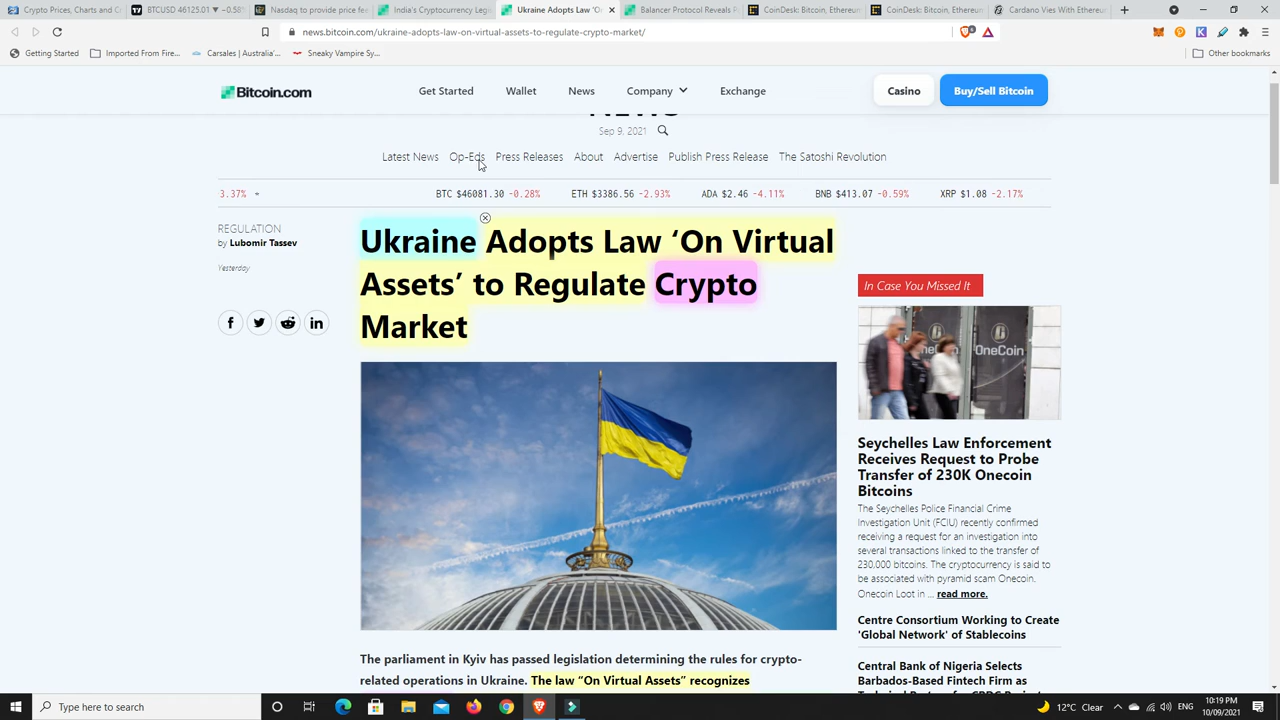 Crypto Prices, Charts and C
BTCUSD 46125.01 ▼ −0.58%
Nasdaq to provide price fee
India's Cryptocurrency Legi
Ukraine Adopts Law 'O
Balancer Protocol Reveals P
CoinDesk: Bitcoin, Ethereum
CoinDesk: Bitcoin, Ethereum
Cardano Vies With Ethereu
news.bitcoin.com/ukraine-adopts-law-on-virtual-assets-to-regulate-crypto-market/
Getting Started
Imported From Fire...
Carsales | Australia'...
Sneaky Vampire Sy...
Other bookmarks
Bitcoin.com
Get Started
Wallet
News
Company
Exchange
Casino
Buy/Sell Bitcoin
NEWS
Sep 9, 2021
Latest News
Op-Eds
Press Releases
About
Advertise
Publish Press Release
The Satoshi Revolution
3.37%
BTC $46081.30 -0.28%
ETH $3386.56 -2.93%
ADA $2.46 -4.11%
BNB $413.07 -0.59%
XRP $1.08 -2.17%
REGULATION
by Lubomir Tassev
Yesterday
Ukraine Adopts Law ‘On Virtual
Assets’ to Regulate Crypto
Market
The parliament in Kyiv has passed legislation determining the rules for crypto-
related operations in Ukraine. The law “On Virtual Assets” recognizes
In Case You Missed It
OneCoin
OneCoin
Seychelles Law Enforcement
Receives Request to Probe
Transfer of 230K Onecoin
Bitcoins
The Seychelles Police Financial Crime
Investigation Unit (FCIU) recently confirmed
receiving a request for an investigation into
several transactions linked to the transfer of
230,000 bitcoins. The cryptocurrency is said to
be associated with pyramid scam Onecoin.
Onecoin Loot in ... read more.
Centre Consortium Working to Create
'Global Network' of Stablecoins
Central Bank of Nigeria Selects
Barbados-Based Fintech Firm as
Type here to search
12°C Clear
ENG
10:19 PM
10/09/2021